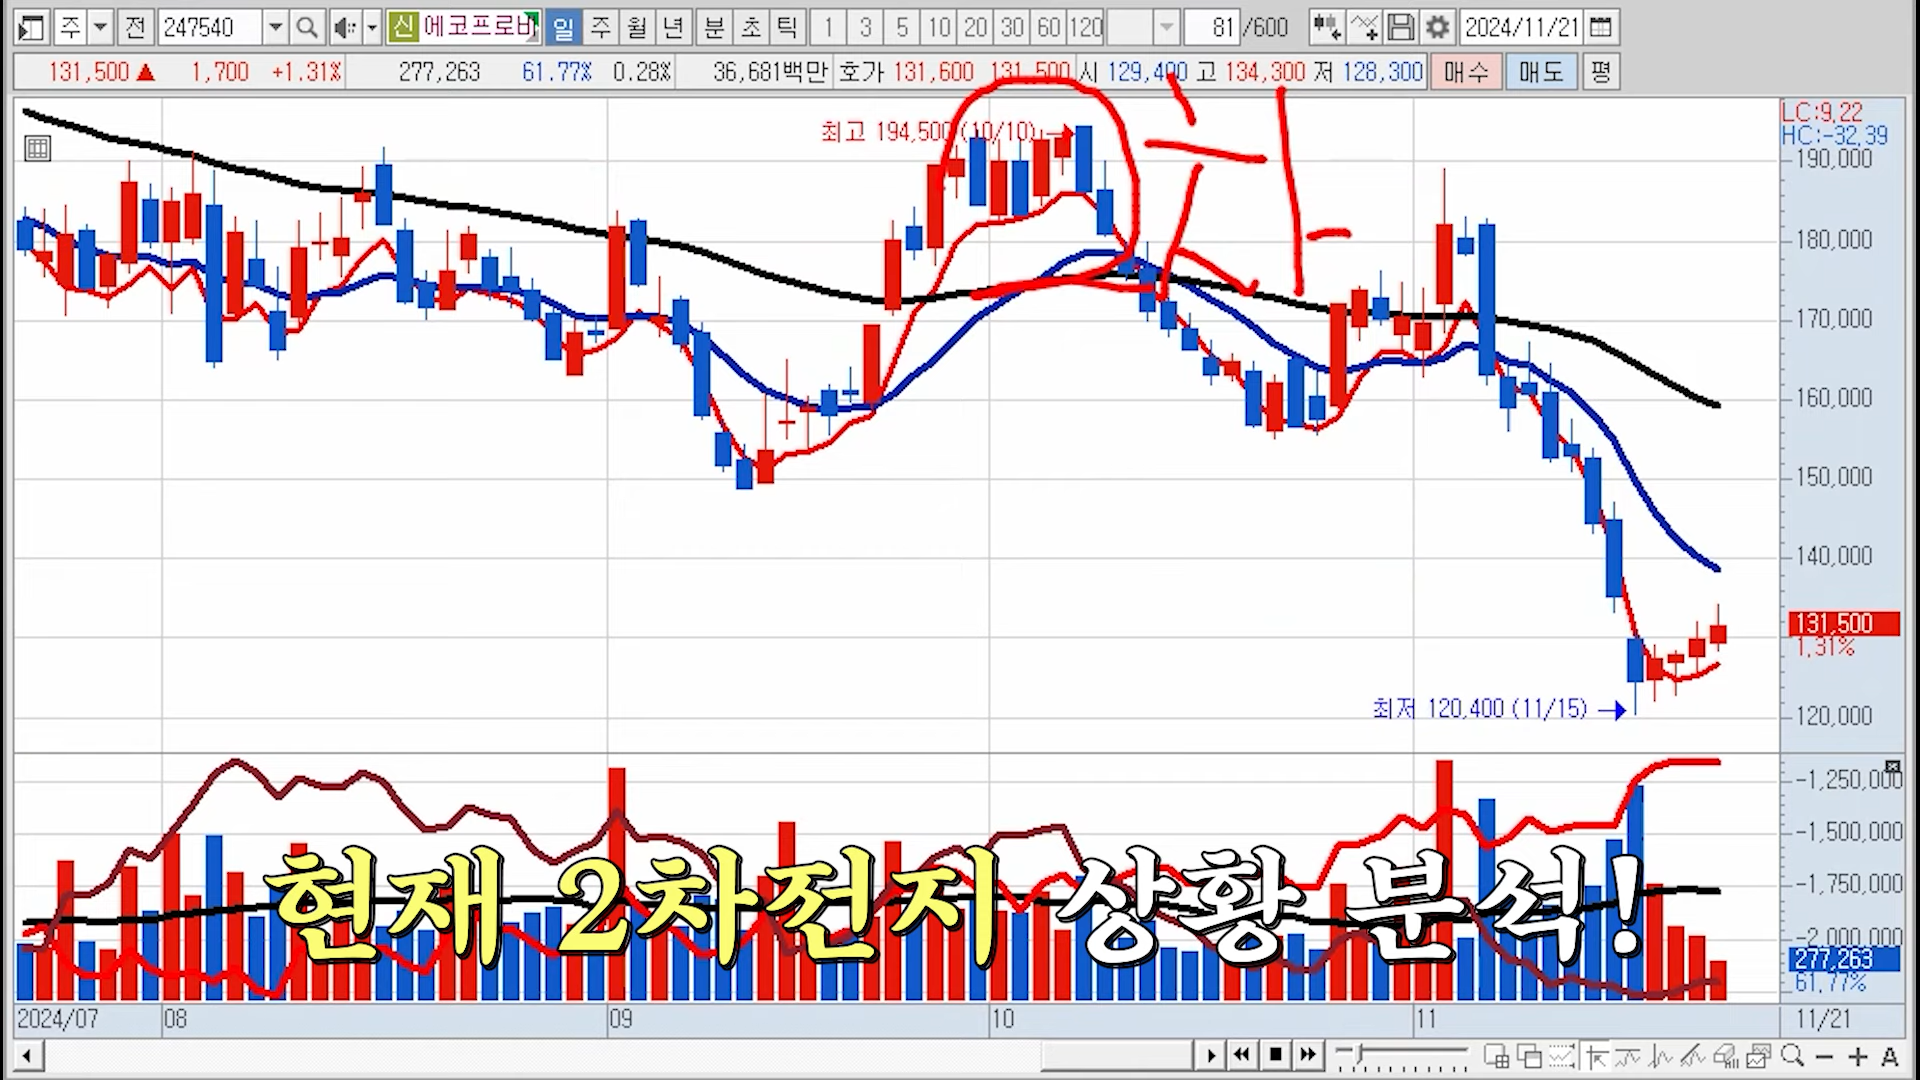 주 전 247540 신 에코프로비 일 주 월 년 분 초 틱 1 3 5 10 20 30 60 120 81 /600 2024/11/21
131,500 ▲ 1,700 +1.31% 277,263 61.77% 0.28% 36,681백만 호가 131,600 131,500 시 129,400 고 134,300 저 128,300 매수 매도 평
LC:9,22
HC:-32,39
최고 194,500 (10/10)
차
190,000
180,000
170,000
160,000
150,000
140,000
131,500
1,31%
최저 120,400 (11/15)
120,000
-1,250,000
-1,500,000
-1,750,000
-2,000,000
277,263
61,77%
현재 2차전지 상황 분석!
2024/07 08 09 10 11 11/21
A